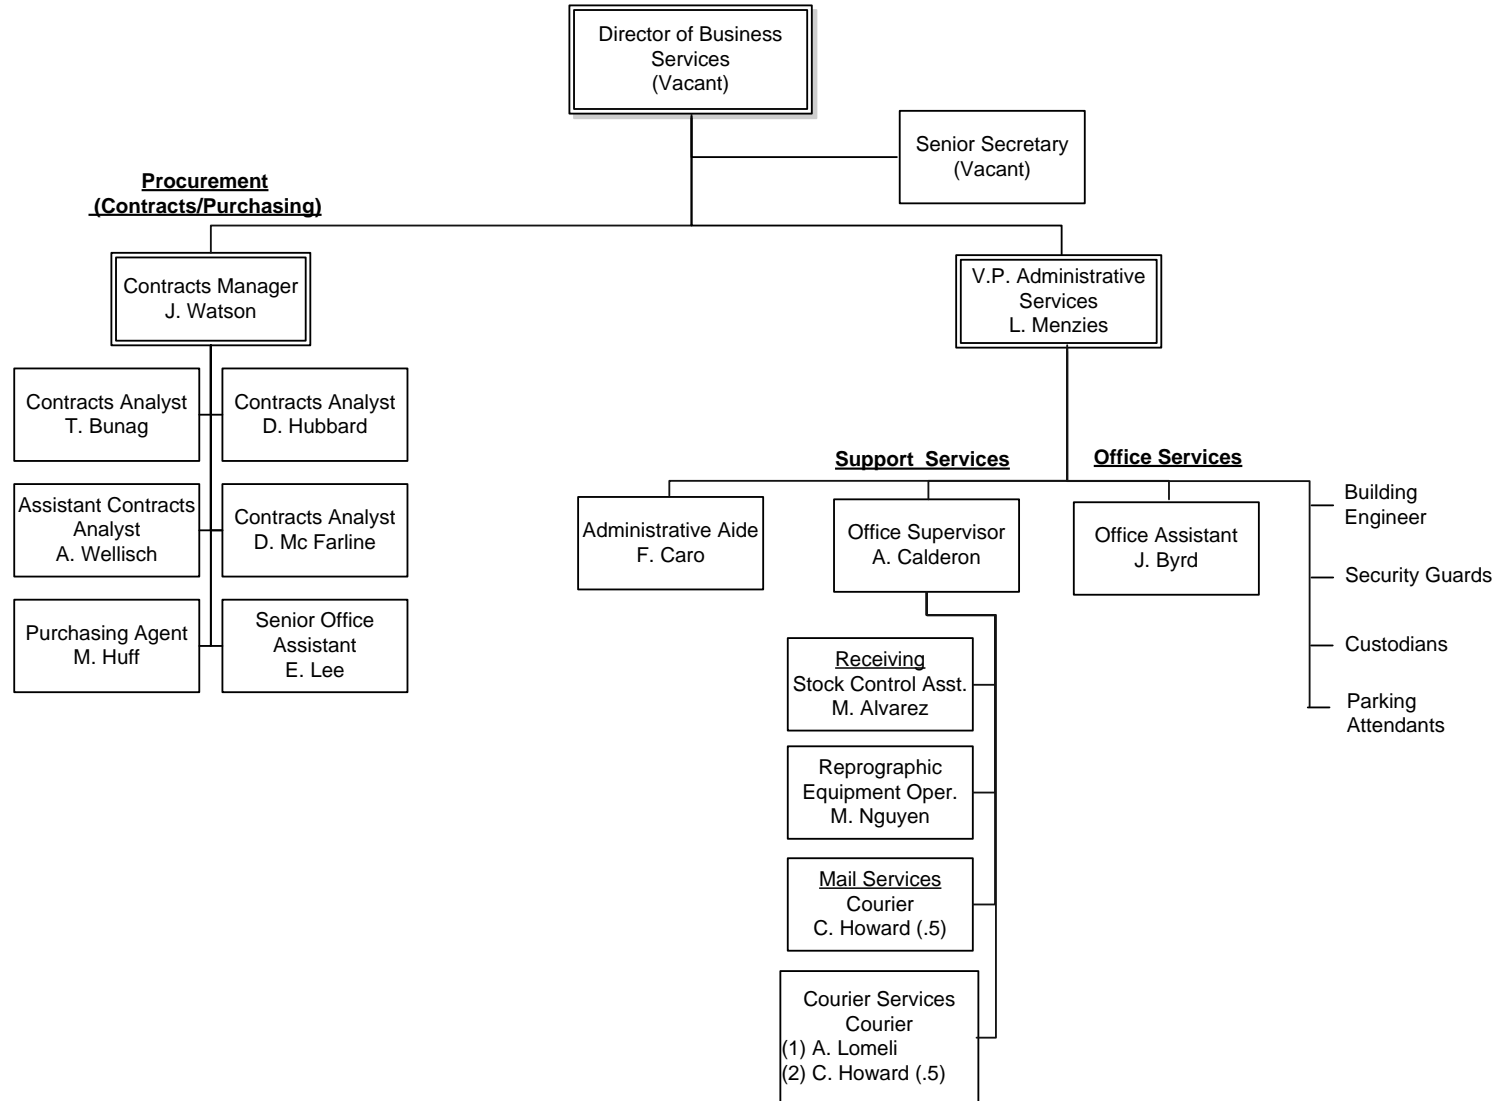 Director of Business
Services
(Vacant)
Senior Secretary
(Vacant)
Procurement
(Contracts/Purchasing)
Contracts Manager
J. Watson
V.P. Administrative
Services
L. Menzies
Contracts Analyst
T. Bunag
Contracts Analyst
D. Hubbard
Assistant Contracts
Analyst
A. Wellisch
Contracts Analyst
D. Mc Farline
Purchasing Agent
M. Huff
Senior Office
Assistant
E. Lee
Support Services
Office Services
Administrative Aide
F. Caro
Office Supervisor
A. Calderon
Office Assistant
J. Byrd
Building
Engineer
Security Guards
Custodians
Parking
Attendants
Receiving
Stock Control Asst.
M. Alvarez
Reprographic
Equipment Oper.
M. Nguyen
Mail Services
Courier
C. Howard (.5)
Courier Services
Courier
(1) A. Lomeli
(2) C. Howard (.5)